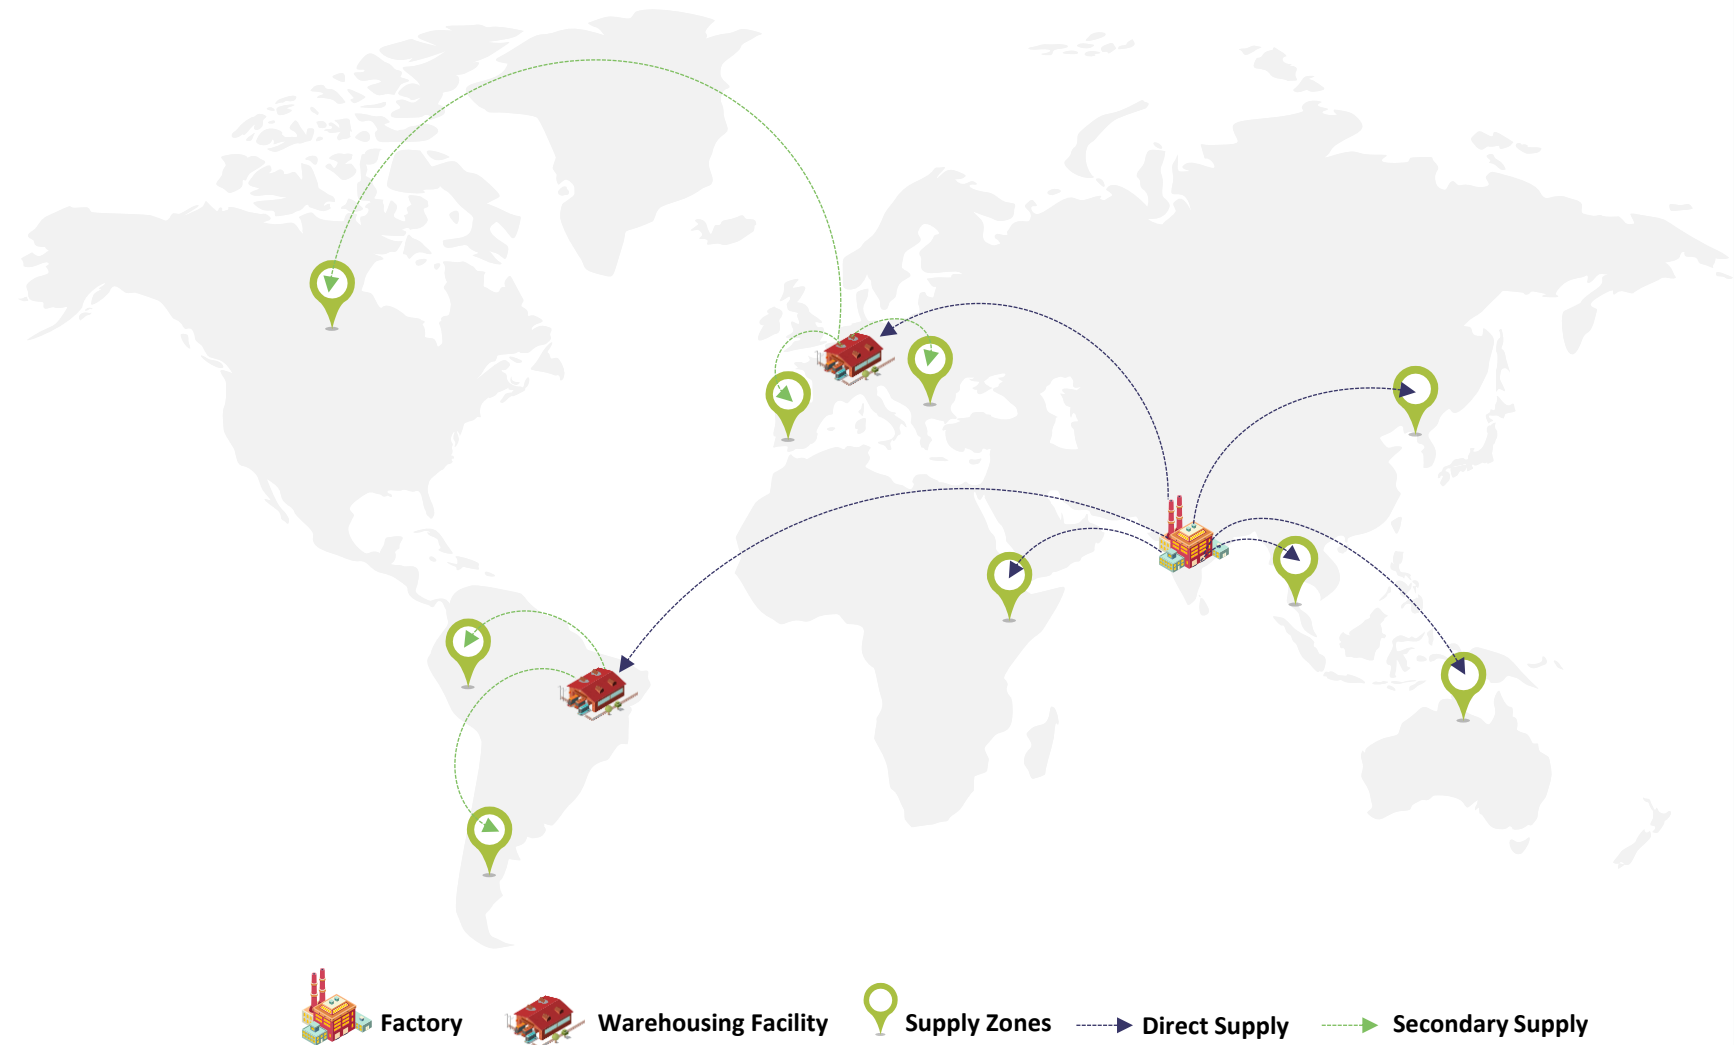 Factory
Warehousing Facility
Supply Zones
Direct Supply
Secondary Supply